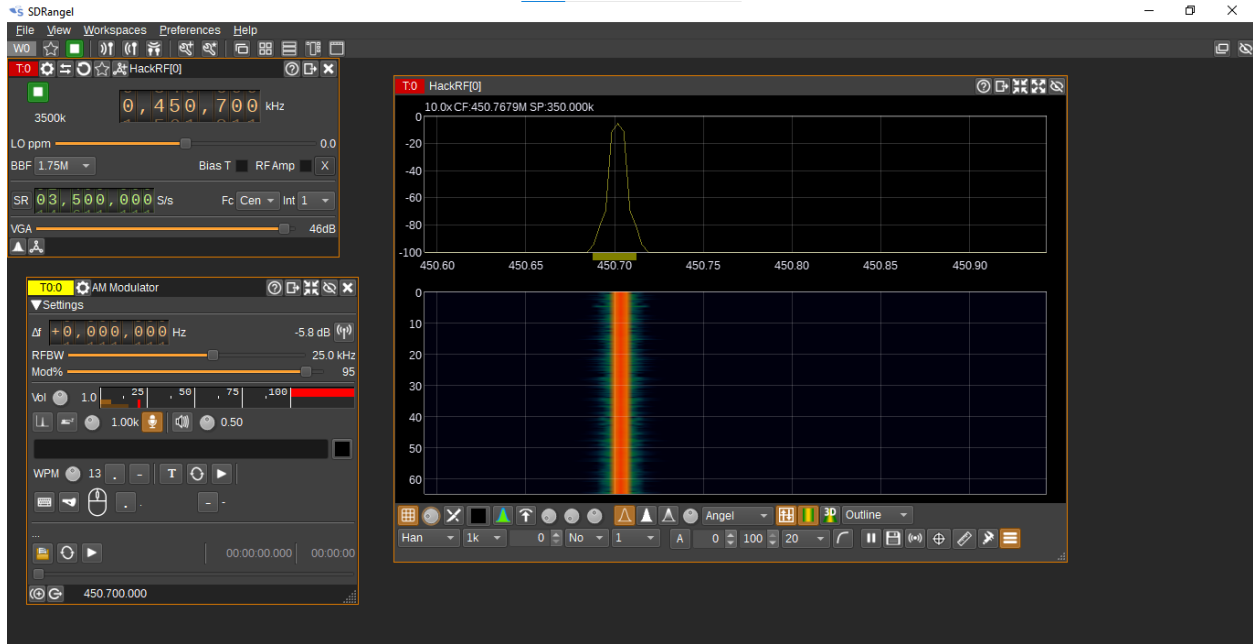 SDRangel
File View Workspaces Preferences Help
W0
T:0 HackRF[0]
3500k 0,450,700 kHz
LO ppm 0.0
BBF 1.75M Bias T RF Amp X
SR 03,500,000 S/s Fc Cen Int 1
VGA 46dB
T0:0 AM Modulator
Settings
Δf +0,000,000 Hz -5.8 dB
RFBW 25.0 kHz
Mod% 95
Vol 1.0 25 50 75 100
1.00k 0.50
WPM 13 . - T
. . - -
...
00:00:00.000 00:00:00
450.700.000
T:0 HackRF[0]
10.0x CF:450.7679M SP:350.000k
0
-20
-40
-60
-80
-100
450.60 450.65 450.70 450.75 450.80 450.85 450.90
0
10
20
30
40
50
60
Angel 3D Outline
Han 1k 0 No 1 A 0 100 20